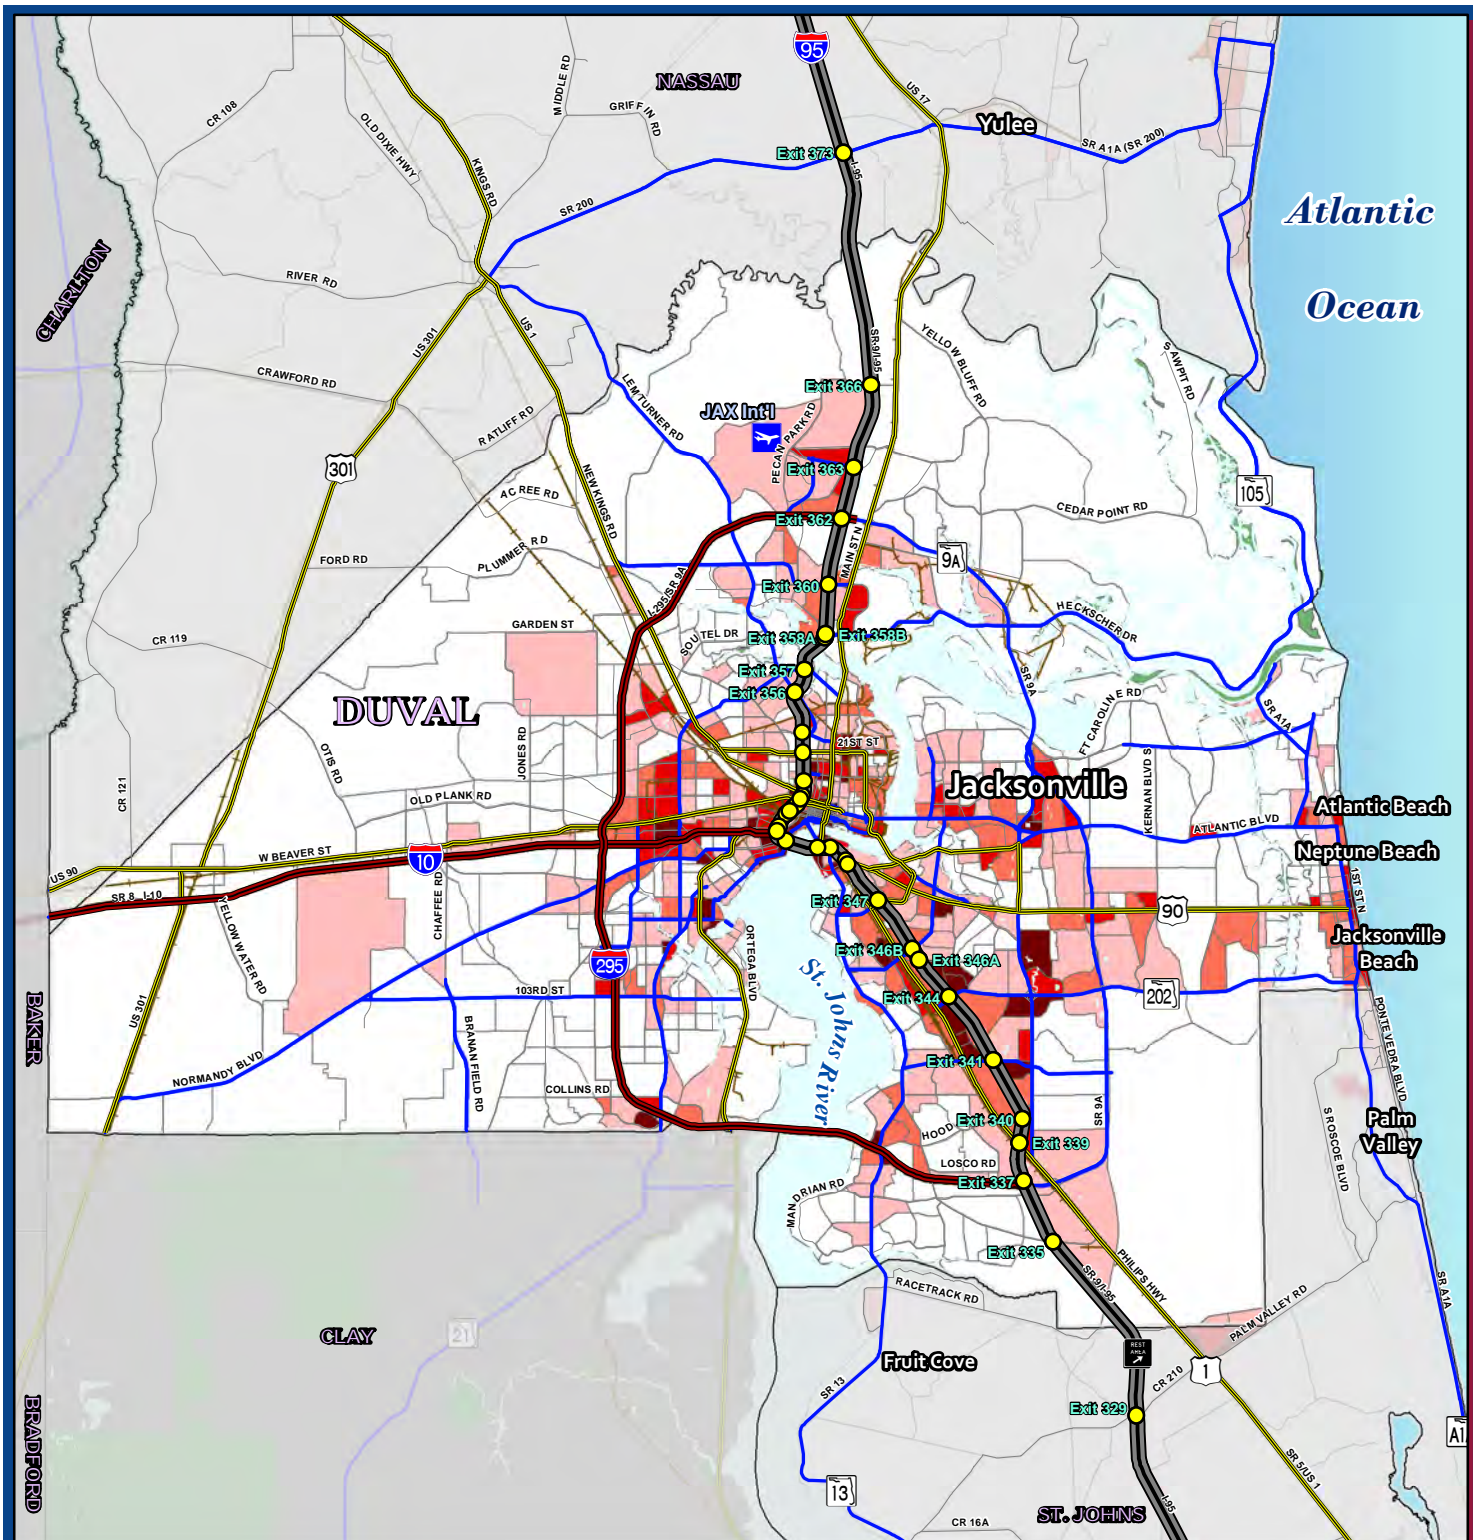 95
NASSAU
MIDDLE RD
US 17
CR 108
GRIFFIN RD
OLD DIXIE HWY
Yulee
SR A1A (SR 200)
Exit 373
I-95
KINGS RD
SR 200
Atlantic
Ocean
CHARLTON
RIVER RD
US 1
US 301
SR 9/I-95
YELLOW BLUFF RD
SAWPIT RD
CRAWFORD RD
LEM TURNER RD
Exit 366
JAX Int'l
RATLIFF RD
PECAN PARK RD
301
NEW KINGS RD
Exit 363
105
ACREE RD
CEDAR POINT RD
Exit 362
MAIN ST N
PLUMMER RD
FORD RD
9A
I-295/SR 9A
Exit 360
HECKSCHER DR
GARDEN ST
SOUTEL DR
Exit 358A
Exit 358B
CR 119
Exit 357
SR 9A
Exit 356
FT CAROLINE RD
DUVAL
SR A1A
21ST ST
JONES RD
OTIS RD
KERNAN BLVD S
Jacksonville
CR 121
OLD PLANK RD
Atlantic Beach
ATLANTIC BLVD
W BEAVER ST
10
Neptune Beach
US 90
SR 8 I-10
CHAFFEE RD
1ST ST N
Exit 347
90
YELLOW WATER RD
ORTEGA BLVD
Jacksonville
Beach
Exit 346B
Exit 346A
295
St. Johns River
103RD ST
Exit 344
202
US 301
BAKER
BRANAN FIELD RD
PONTE VEDRA BLVD
NORMANDY BLVD
Exit 341
COLLINS RD
SR 9A
Exit 340
HOOD
Palm
Valley
Exit 339
S ROSCOE BLVD
LOSCO RD
Exit 337
MANDRIAN RD
Exit 335
PHILIPS HWY
SR 9/I-95
RACETRACK RD
SR A1A
PALM VALLEY RD
CLAY
21
REST
AREA
Fruit Cove
1
CR 210
SR 13
Exit 329
BRADFORD
A1
SR 5/US 1
13
I-95
ST. JOHNS
CR 16A